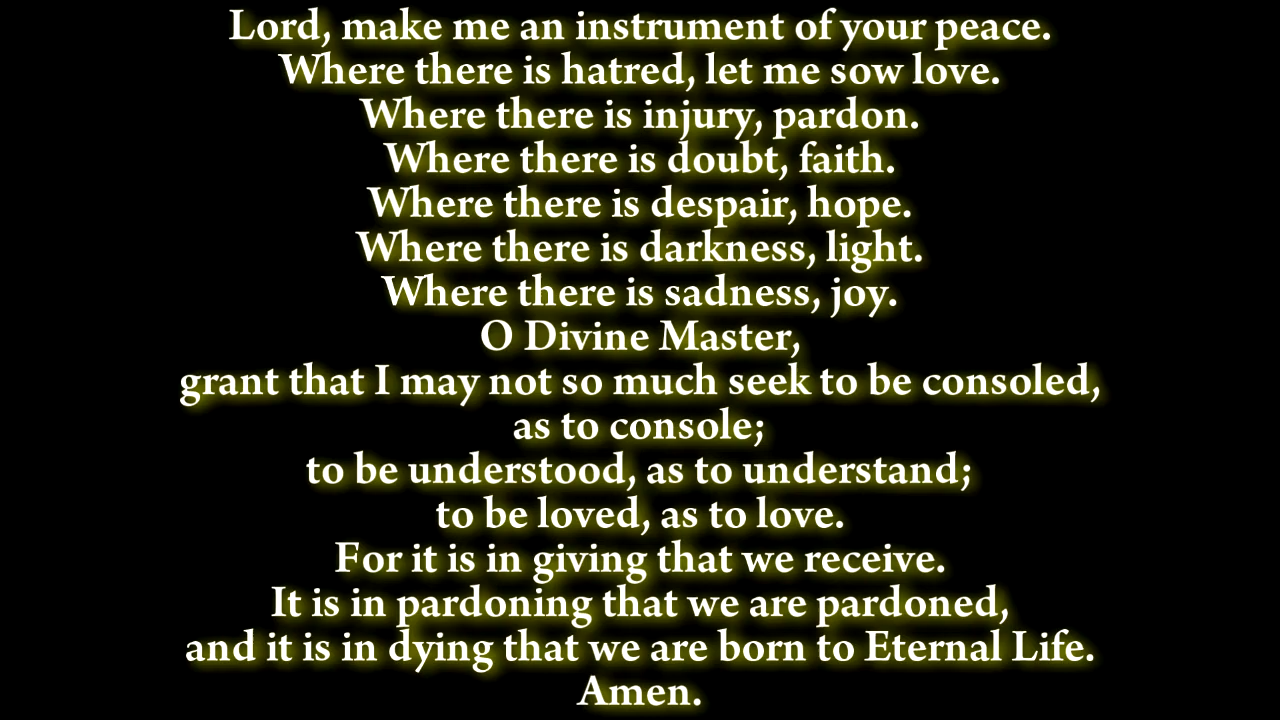 Lord, make me an instrument of your peace.
Where there is hatred, let me sow love.
Where there is injury, pardon.
Where there is doubt, faith.
Where there is despair, hope.
Where there is darkness, light.
Where there is sadness, joy.
O Divine Master,
grant that I may not so much seek to be consoled,
as to console;
to be understood, as to understand;
to be loved, as to love.
For it is in giving that we receive.
It is in pardoning that we are pardoned,
and it is in dying that we are born to Eternal Life.
Amen.